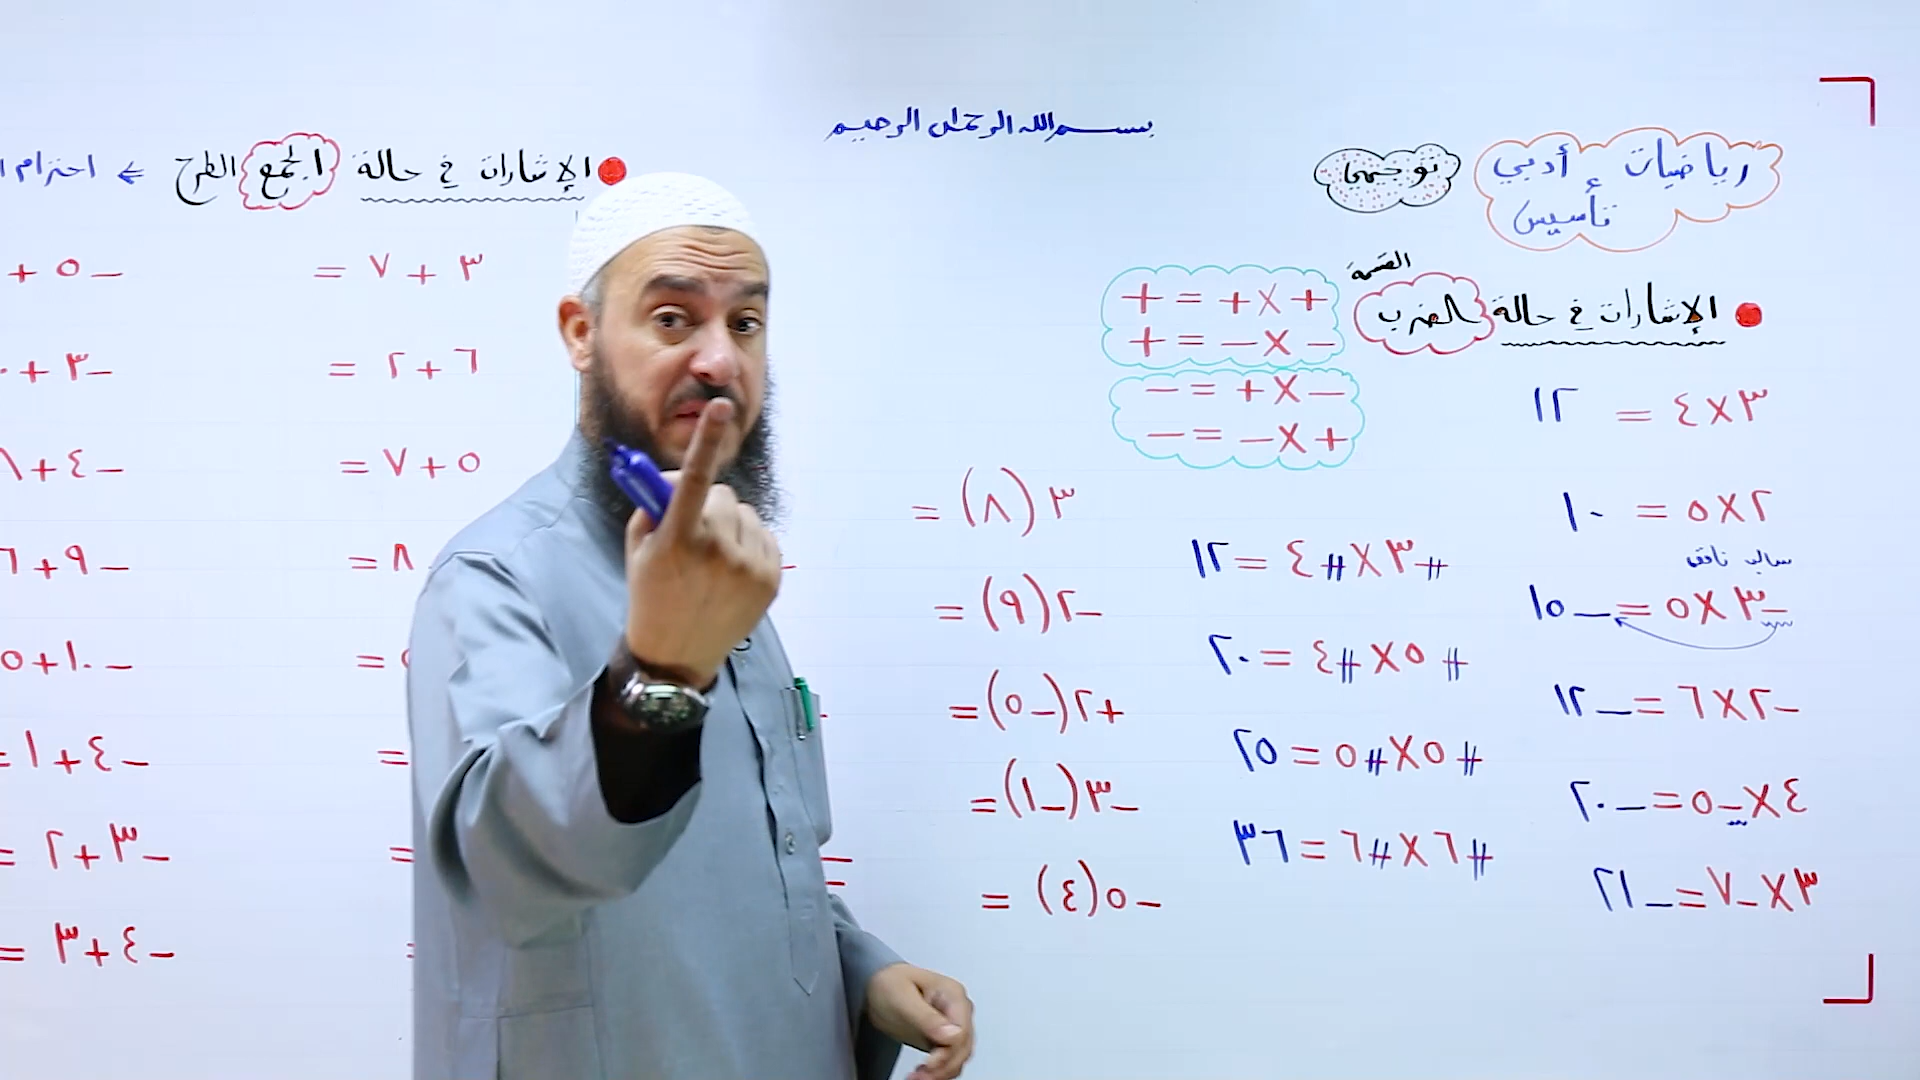 بسم الله الرحمن الرحيم
رياضيات أدبي
تأسيس
توجيهي
الإشارات في حالة الضرب
القسمة
+ × + = +
− × − = +
− × + = −
+ × − = −
٣ × ٤ = ١٢
٢ × ٥ = ١٠
سالب
−٣ × ٥ = −١٥
−٢ × ٦ = −١٢
٤ × −٥ = −٢٠
٣ × −٧ = −٢١
٣ × ٤ = ١٢
٥ × ٤ = ٢٠
٥ × ٥ = ٢٥
٦ × ٦ = ٣٦
٣(٨) =
−٢(٩) =
+٢(−٥) =
−٣(−١) =
−٥(٤) =
الإشارات في حالة الجمع الطرح ⇐ احترام
٣ + ٧ =
٦ + ٢ =
٥ + ٧ =
٨ =
=
=
−٥ +
−٣ +
−٤ + ٨
−٩ + ٦
−١٠ + ٥
−٤ + ١ =
−٣ + ٢ =
−٤ + ٣ =